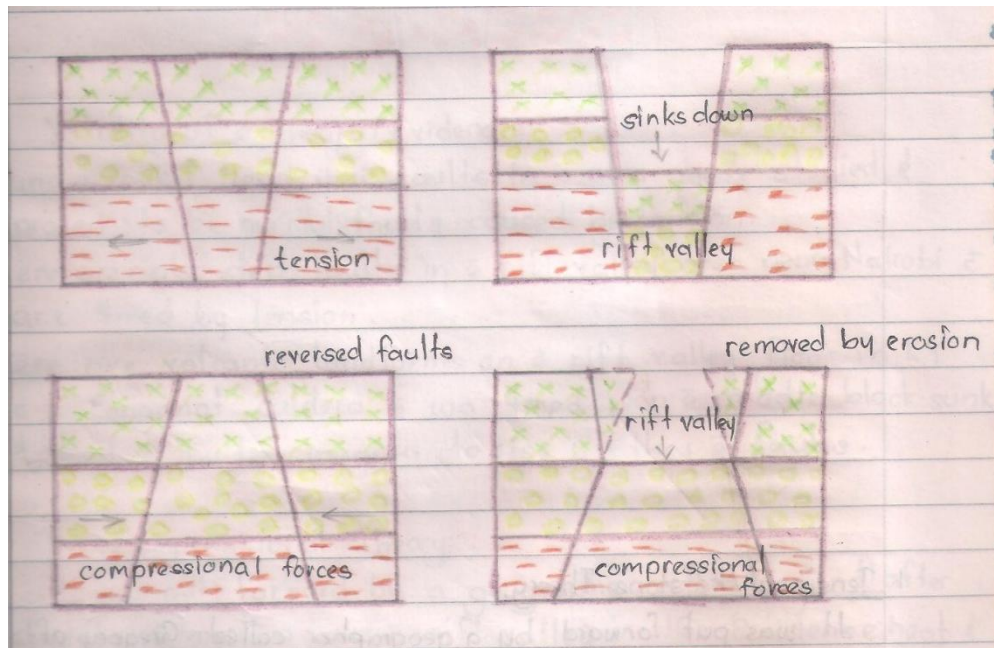 sinks down
tension
rift valley
reversed faults
removed by erosion
rift valley
compressional forces
compressional
forces